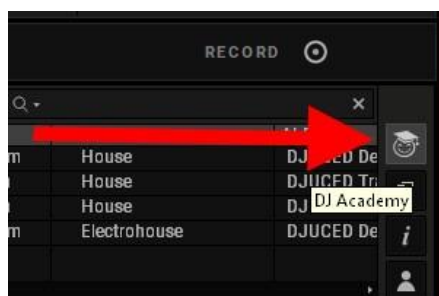 RECORD
House DJUCED De
House DJUCED Tr
House DJ
Electrohouse DJUCED De
DJ Academy
i